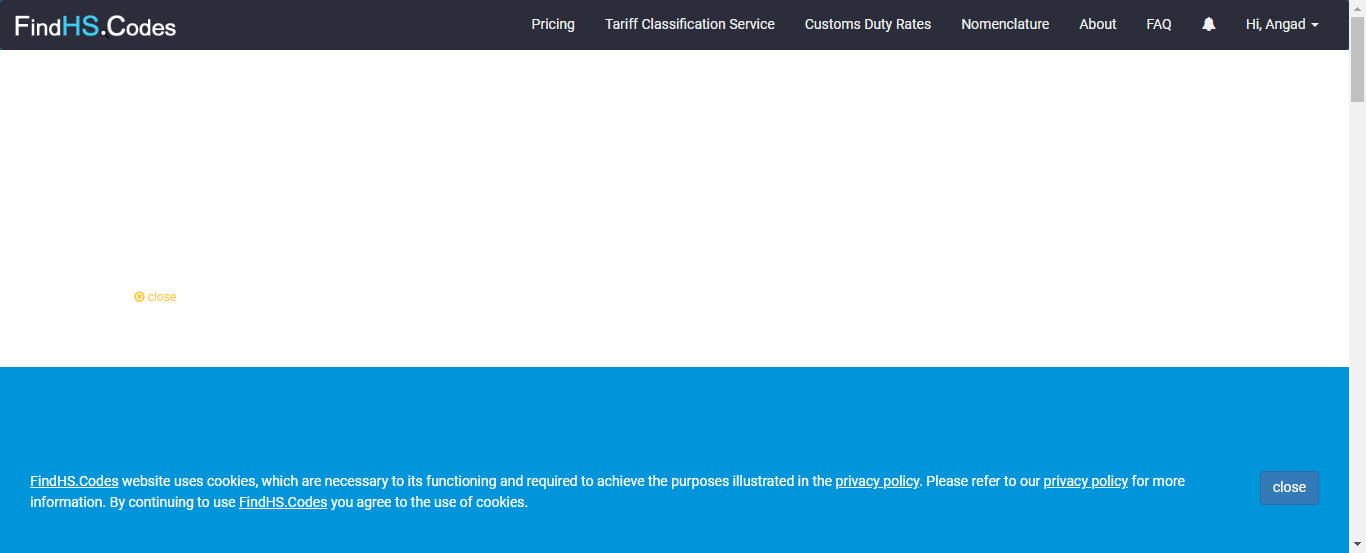 FindHS.Codes Pricing Tariff Classification Service Customs Duty Rates Nomenclature About FAQ Hi, Angad
close
FindHS.Codes website uses cookies, which are necessary to its functioning and required to achieve the purposes illustrated in the privacy policy. Please refer to our privacy policy for more
information. By continuing to use FindHS.Codes you agree to the use of cookies.
close